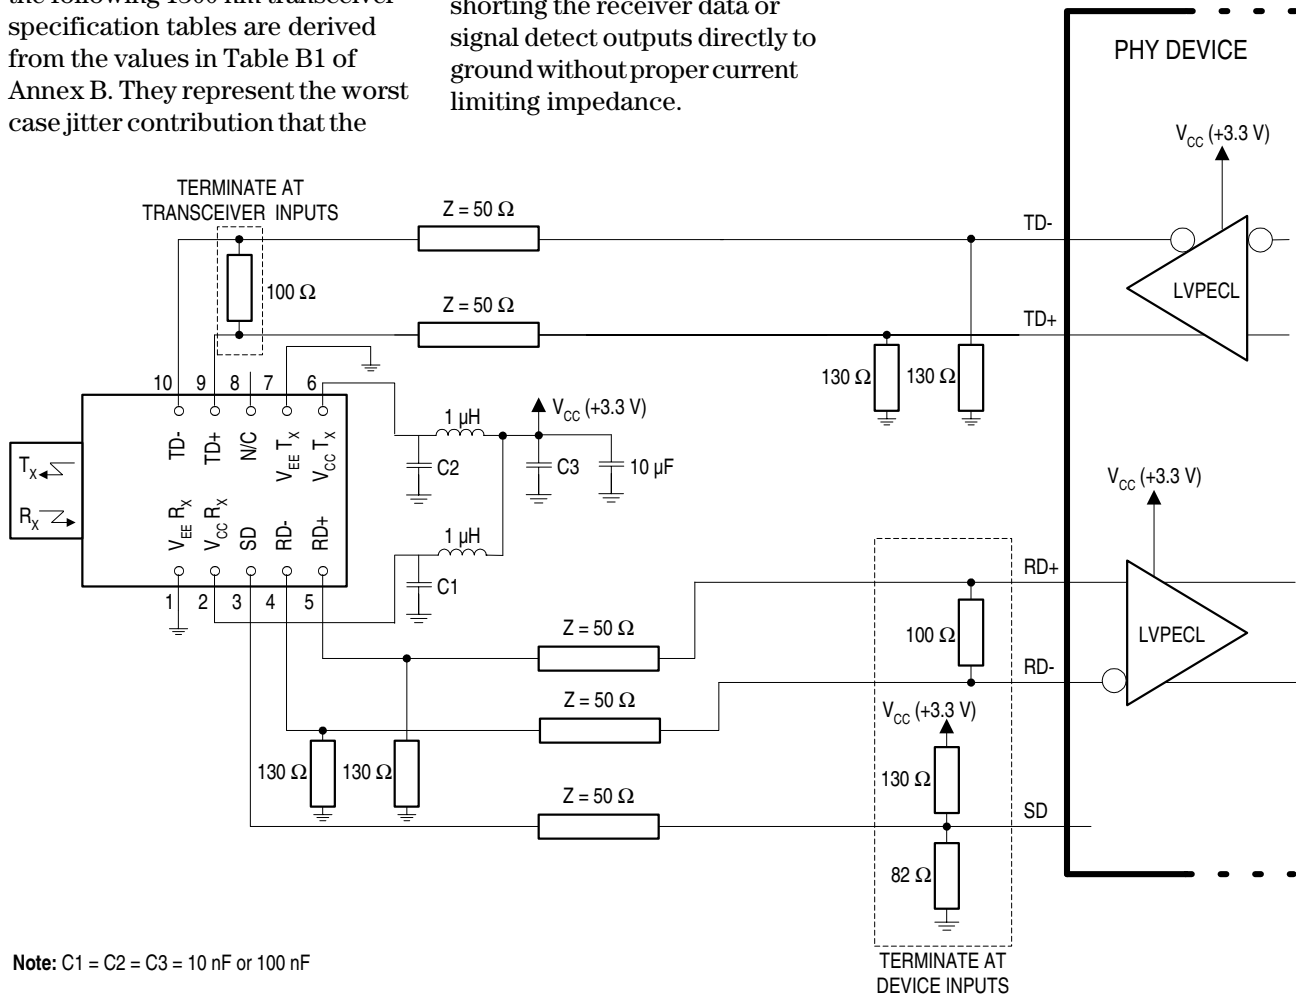 the following 1300 nm transceiver
specification tables are derived
from the values in Table B1 of
Annex B. They represent the worst
case jitter contribution that the
shorting the receiver data or
signal detect outputs directly to
ground without proper current
limiting impedance.
PHY DEVICE
VCC (+3.3 V)
TERMINATE AT
TRANSCEIVER INPUTS
Z = 50 Ω
TD-
LVPECL
100 Ω
Z = 50 Ω
TD+
130 Ω
130 Ω
10
9
8
7
6
TD-
TD+
N/C
VEE TX
VCC TX
TX
RX
VEE RX
VCC RX
SD
RD-
RD+
1
2
3
4
5
1 µH
VCC (+3.3 V)
C2
C3
10 µF
1 µH
C1
VCC (+3.3 V)
RD+
Z = 50 Ω
100 Ω
LVPECL
RD-
Z = 50 Ω
VCC (+3.3 V)
130 Ω
130 Ω
130 Ω
Z = 50 Ω
SD
82 Ω
TERMINATE AT
DEVICE INPUTS
Note: C1 = C2 = C3 = 10 nF or 100 nF